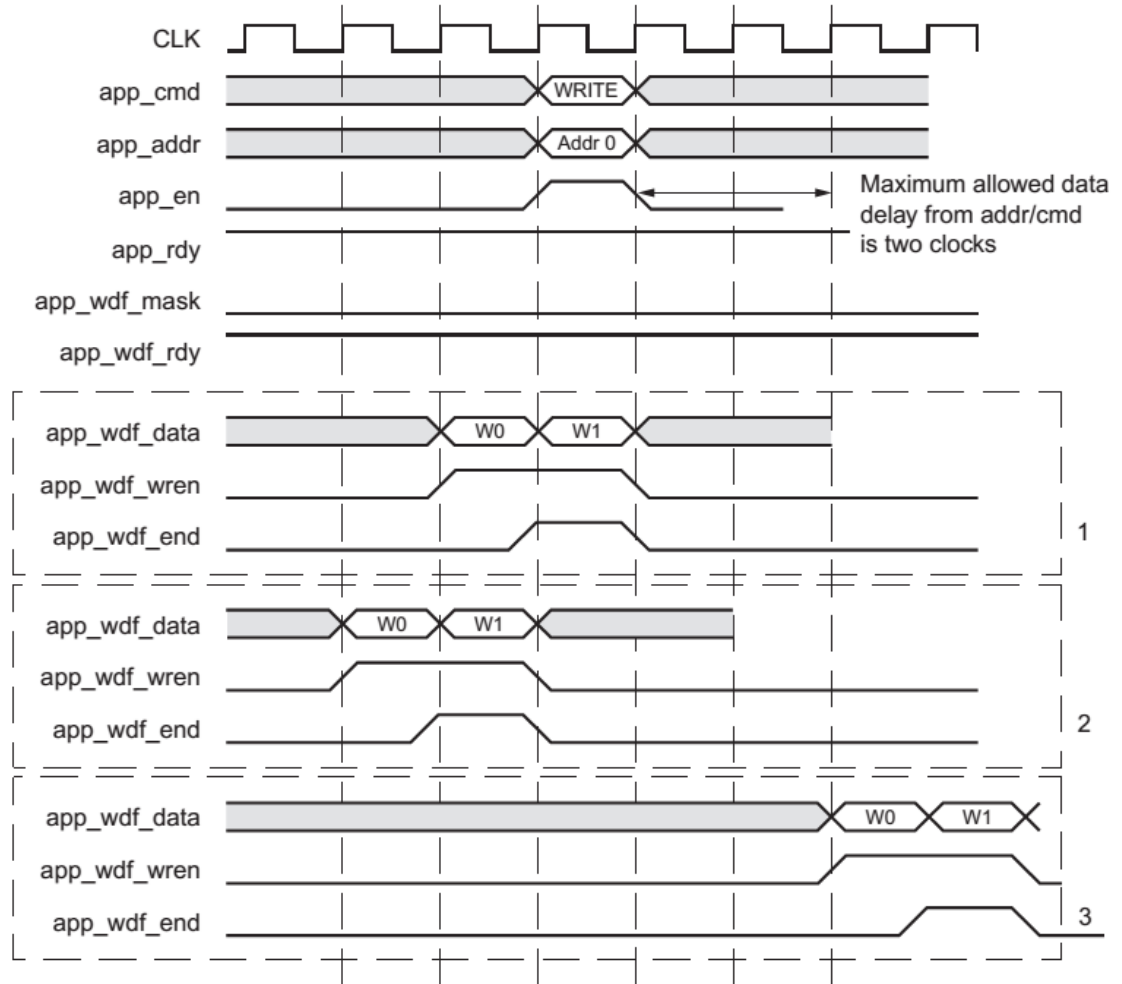 CLK
app_cmd
WRITE
app_addr
Addr 0
app_en
Maximum allowed data
delay from addr/cmd
is two clocks
app_rdy
app_wdf_mask
app_wdf_rdy
app_wdf_data
W0
W1
app_wdf_wren
app_wdf_end
1
app_wdf_data
W0
W1
app_wdf_wren
app_wdf_end
2
app_wdf_data
W0
W1
app_wdf_wren
app_wdf_end
3